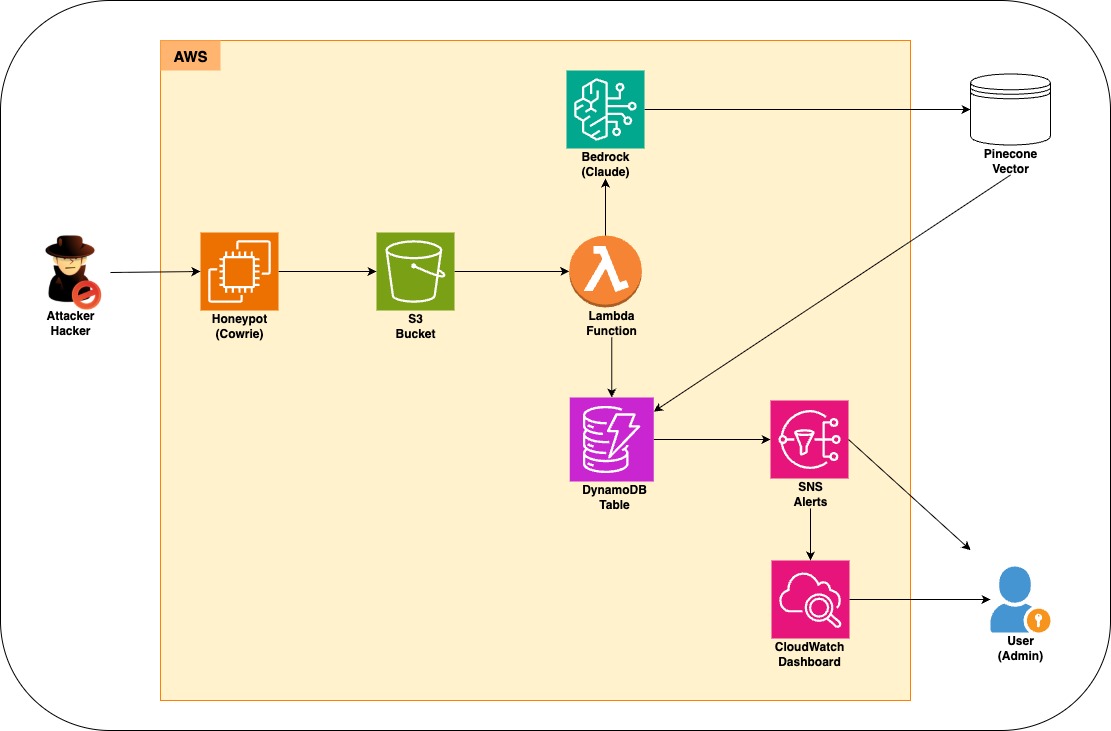 AWS
Bedrock
(Claude)
Pinecone
Vector
Attacker
Hacker
Honeypot
(Cowrie)
S3
Bucket
Lambda
Function
DynamoDB
Table
SNS
Alerts
CloudWatch
Dashboard
User
(Admin)